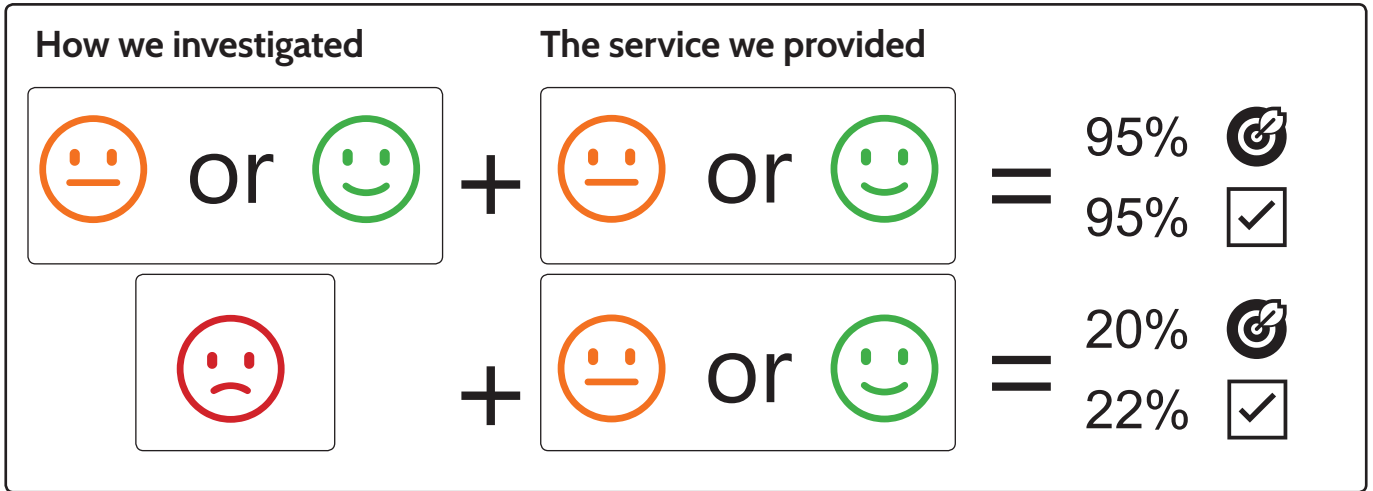 How we investigated The service we provided
or + or = 95%
95%
+ or = 20%
22%